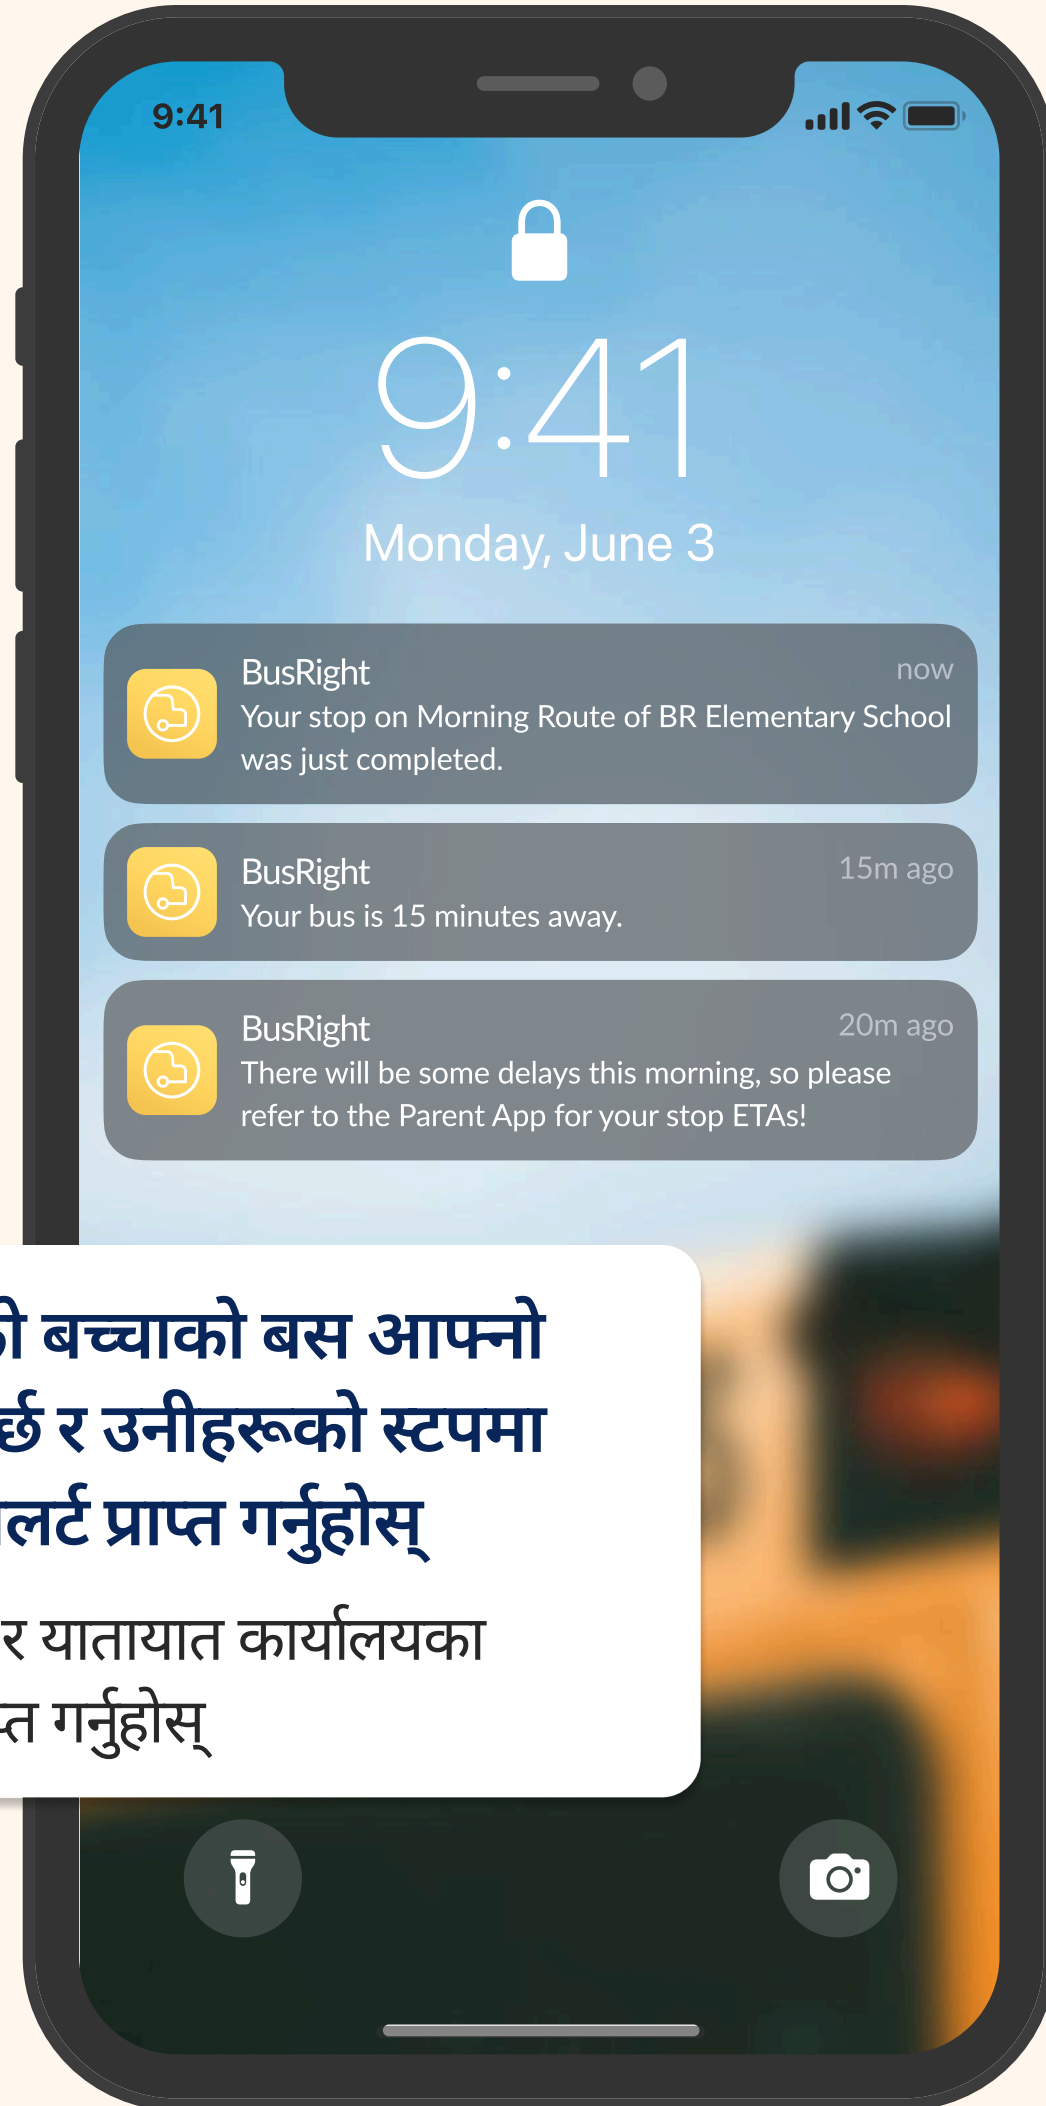 9:41
9:41
Monday, June 3
BusRight
now
Your stop on Morning Route of BR Elementary School
was just completed.
BusRight
15m ago
Your bus is 15 minutes away.
BusRight
20m ago
There will be some delays this morning, so please
refer to the Parent App for your stop ETAs!
बच्चाको बस आफ्नो
र उनीहरूको स्टपमा
प्राप्त गर्नुहोस्
र यातायात कार्यालयका
गर्नुहोस्